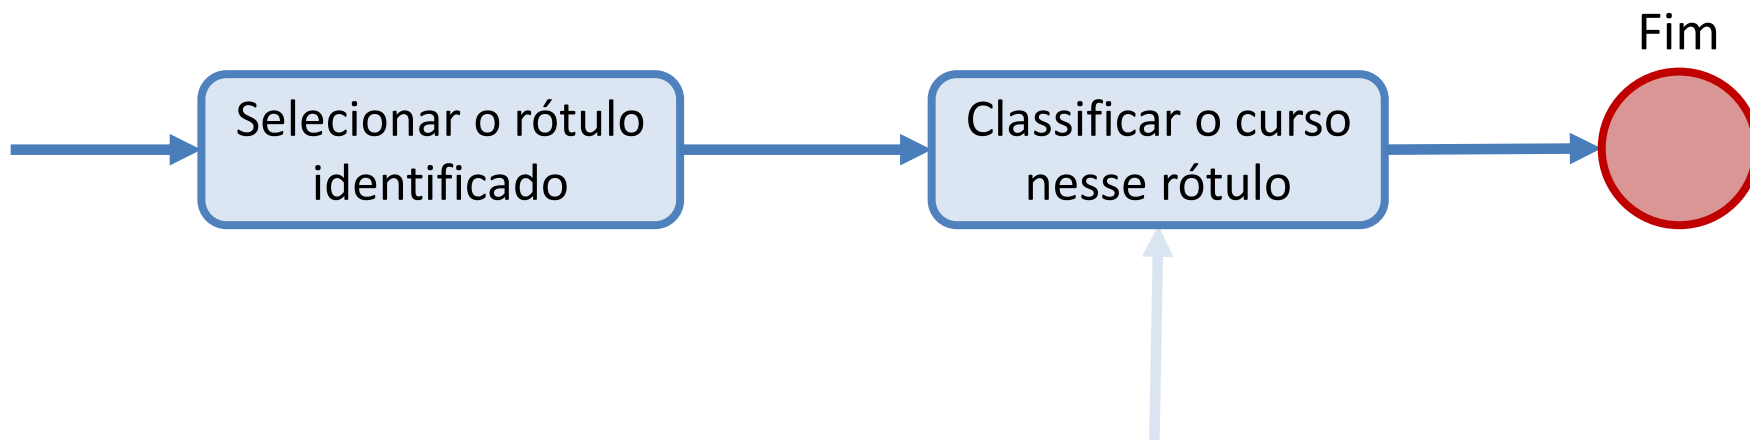 Fim
Selecionar o rótulo
identificado
Classificar o curso
nesse rótulo